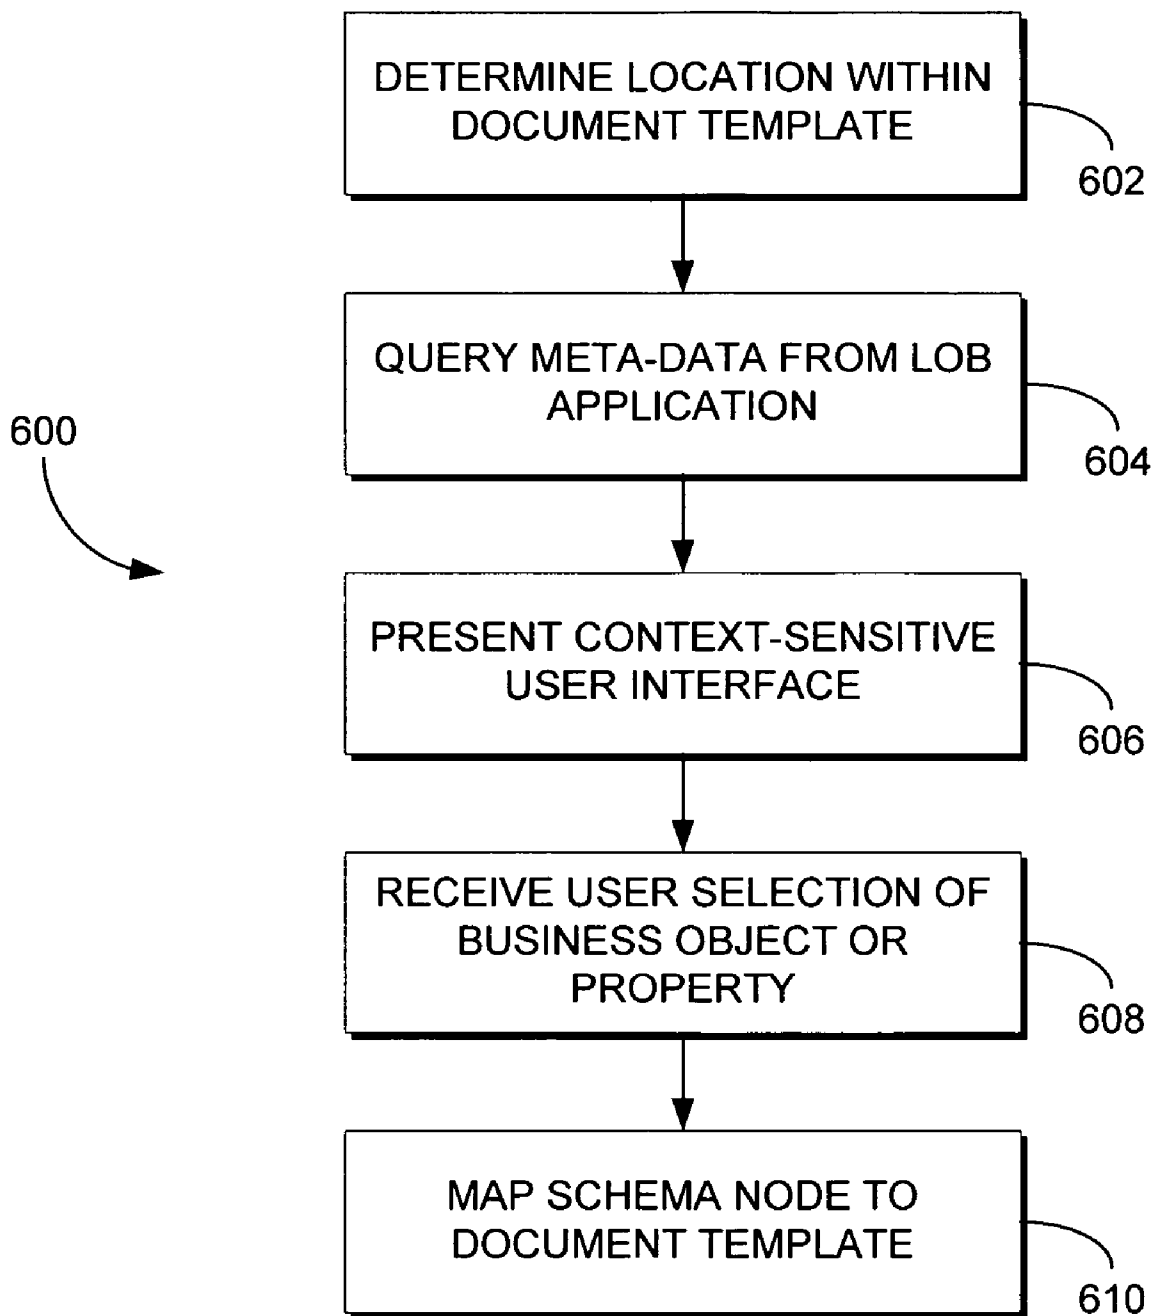 DETERMINE LOCATION WITHIN
DOCUMENT TEMPLATE
602
QUERY META-DATA FROM LOB
APPLICATION
604
600
PRESENT CONTEXT-SENSITIVE
USER INTERFACE
606
RECEIVE USER SELECTION OF
BUSINESS OBJECT OR
PROPERTY
608
MAP SCHEMA NODE TO
DOCUMENT TEMPLATE
610